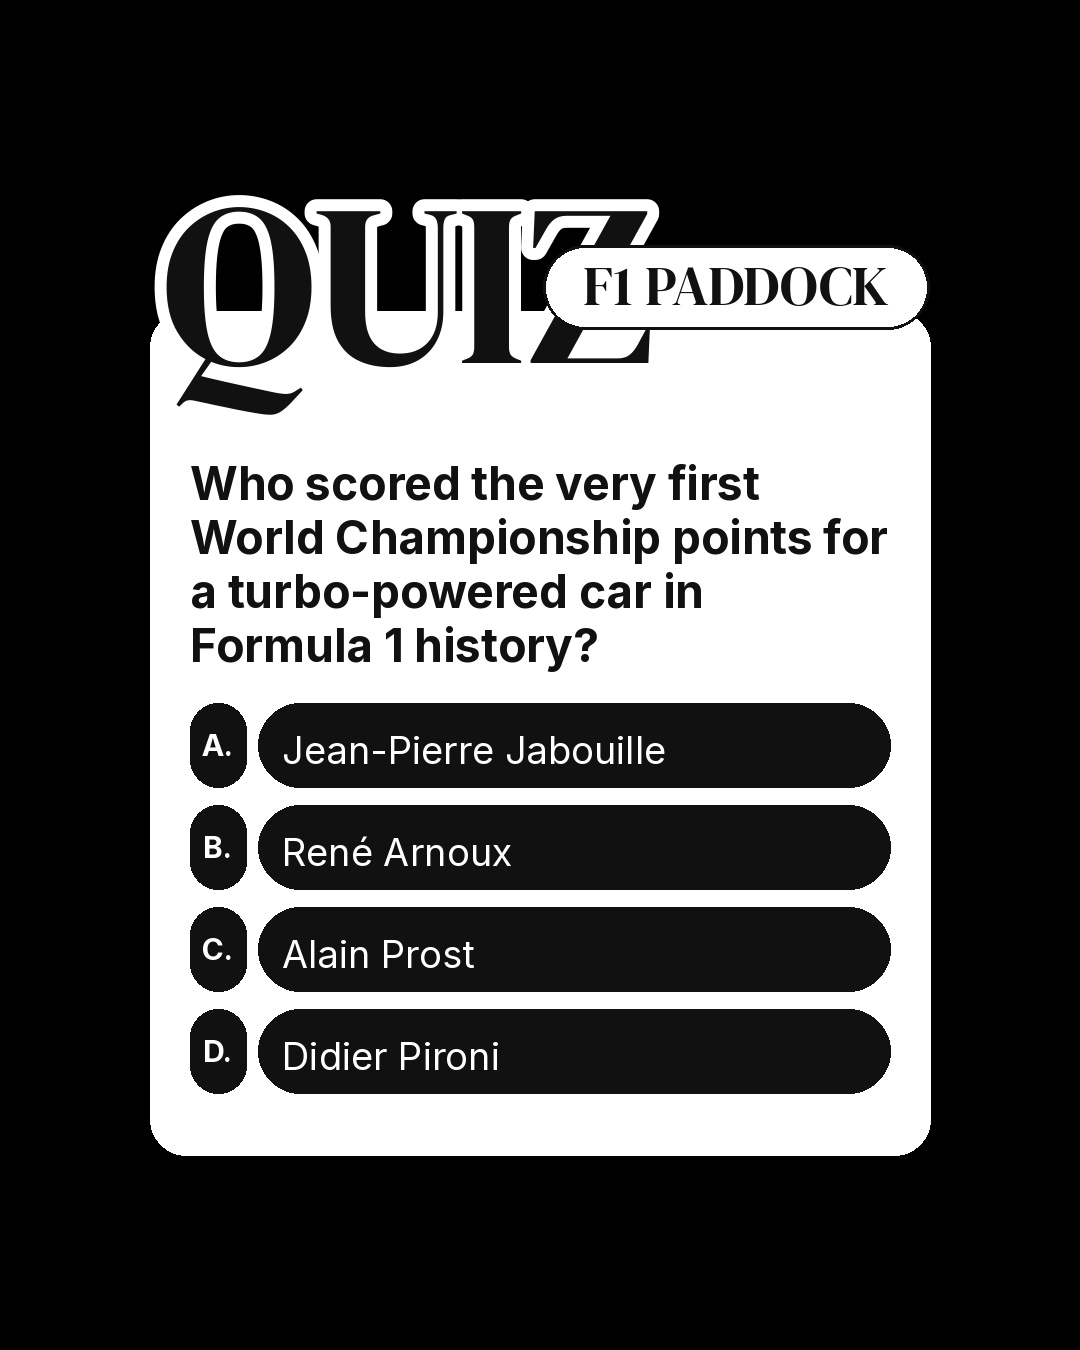 QUIZ
F1 PADDOCK
Who scored the very first
World Championship points for
a turbo-powered car in
Formula 1 history?
A. Jean-Pierre Jabouille
B. René Arnoux
C. Alain Prost
D. Didier Pironi